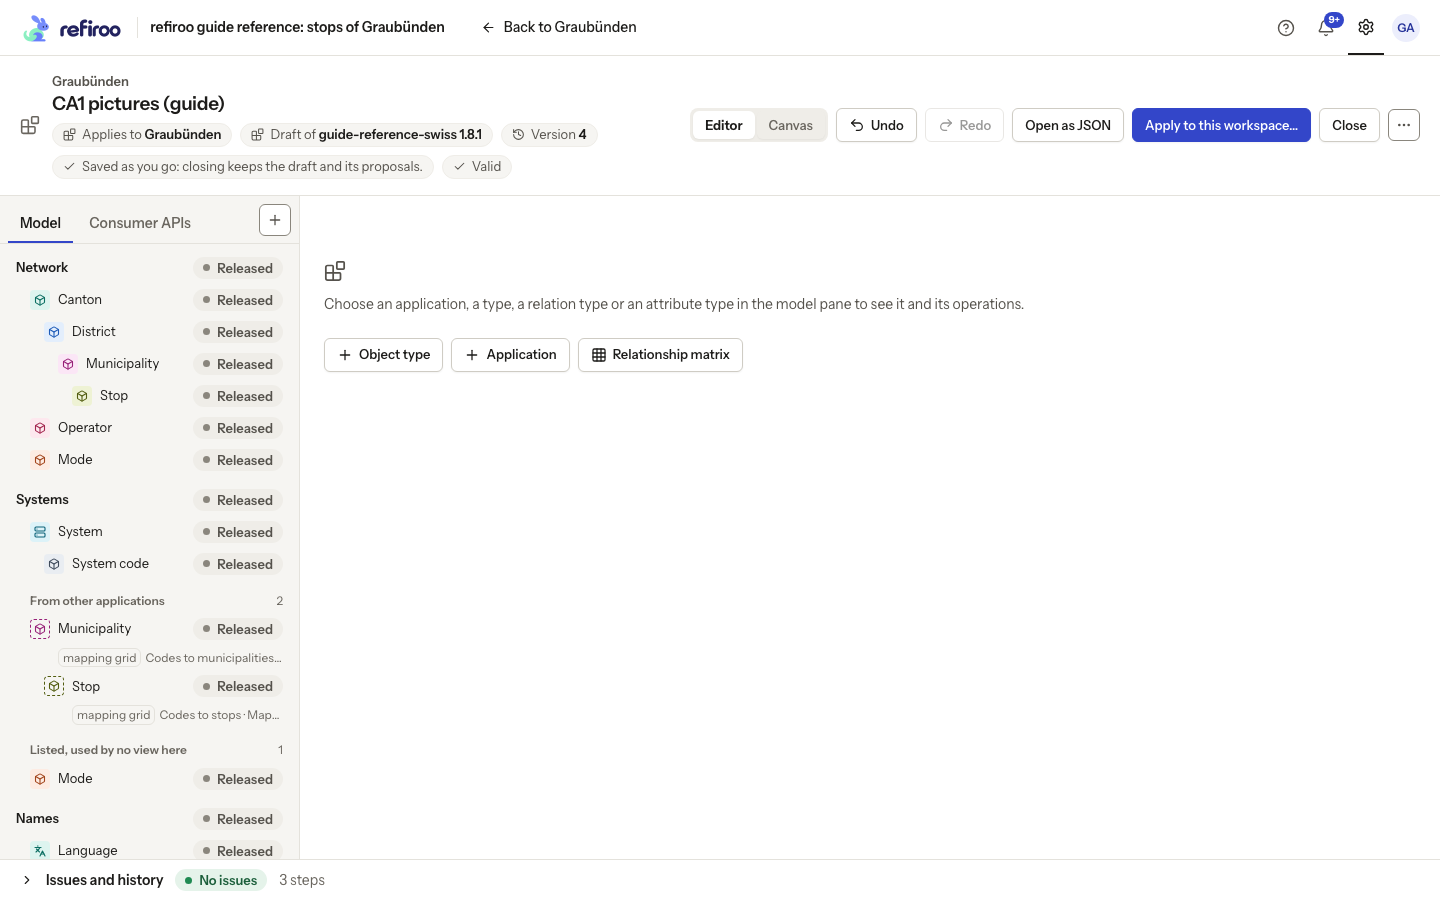 refiroo
refiroo guide reference: stops of Graubünden
Back to Graubünden
9+
GA
Graubünden
CA1 pictures (guide)
Applies to Graubünden
Draft of guide-reference-swiss 1.8.1
Version 4
Saved as you go: closing keeps the draft and its proposals.
Valid
Editor
Canvas
Undo
Redo
Open as JSON
Apply to this workspace...
Close
Model
Consumer APIs
Network Released
Canton Released
District Released
Municipality Released
Stop Released
Operator Released
Mode Released
Systems Released
System Released
System code Released
From other applications 2
Municipality Released
mapping grid Codes to municipalities...
Stop Released
mapping grid Codes to stops · Map...
Listed, used by no view here 1
Mode Released
Names Released
Language Released
Choose an application, a type, a relation type or an attribute type in the model pane to see it and its operations.
Object type
Application
Relationship matrix
Issues and history
No issues
3 steps